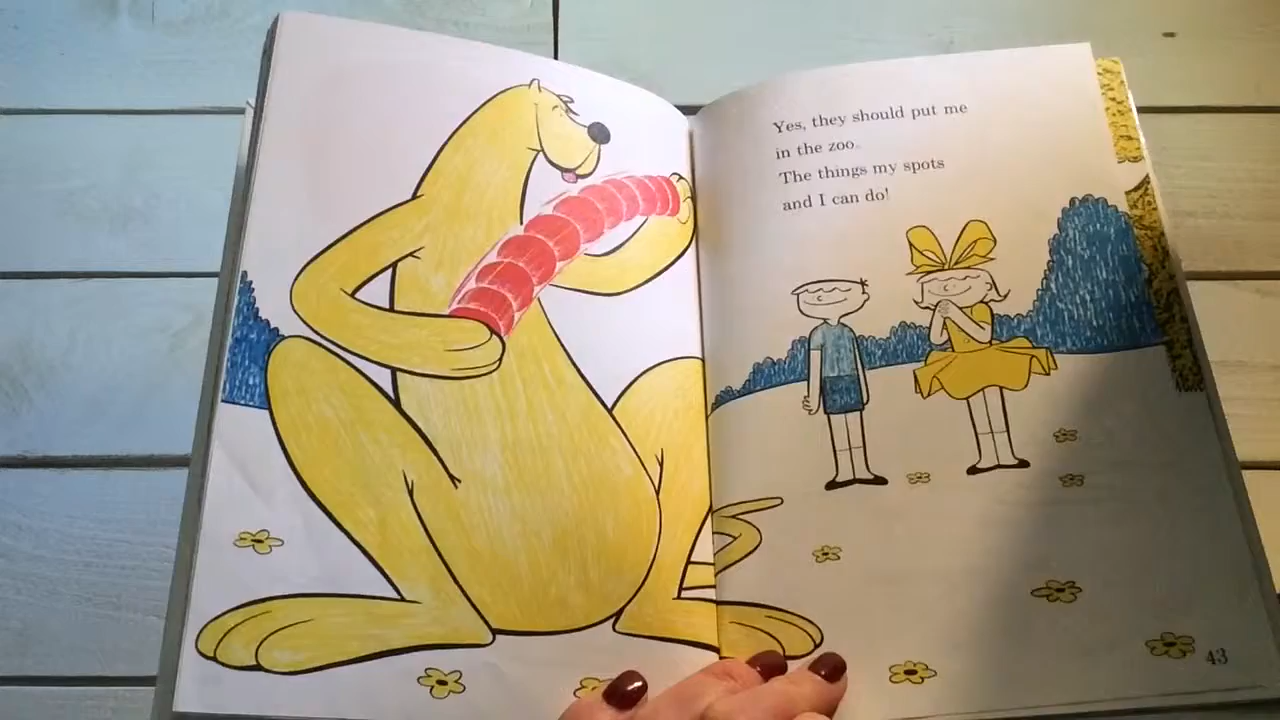 Yes, they should put me
in the zoo.
The things my spots
and I can do!
43